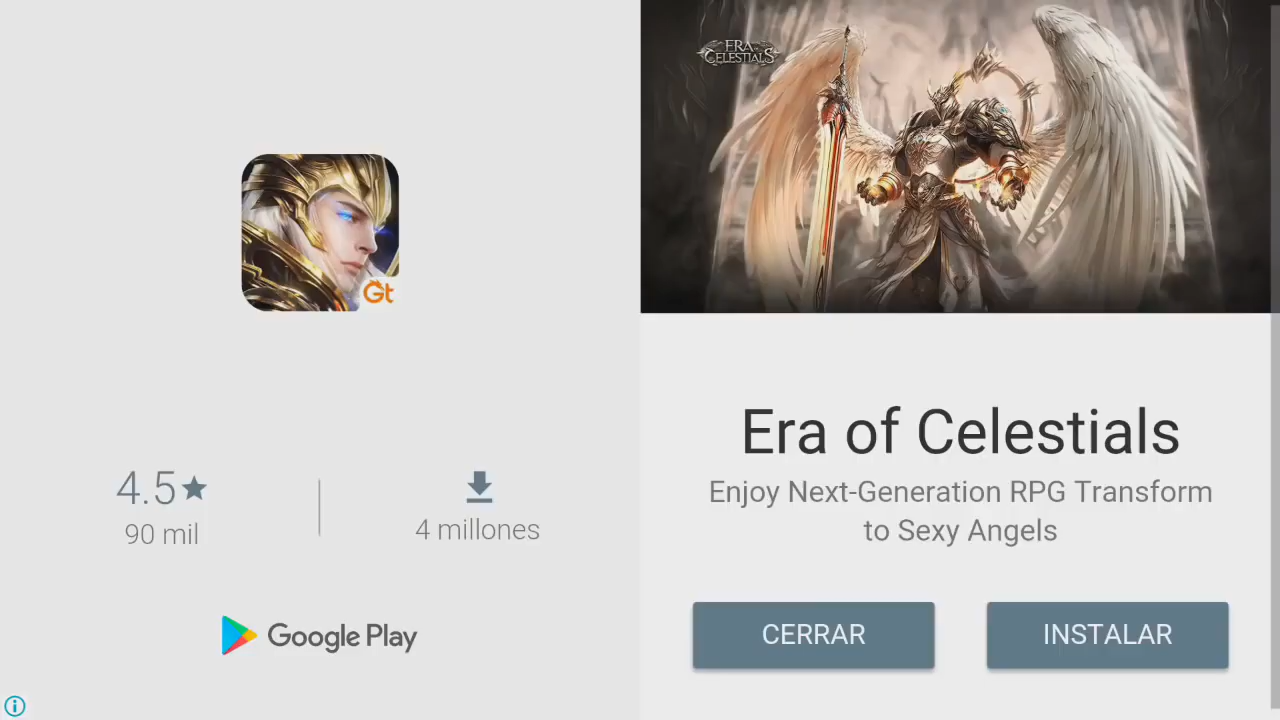 ERA OF
CELESTIALS
Gt
4.5★
90 mil
4 millones
Google Play
Era of Celestials
Enjoy Next-Generation RPG Transform
to Sexy Angels
CERRAR
INSTALAR